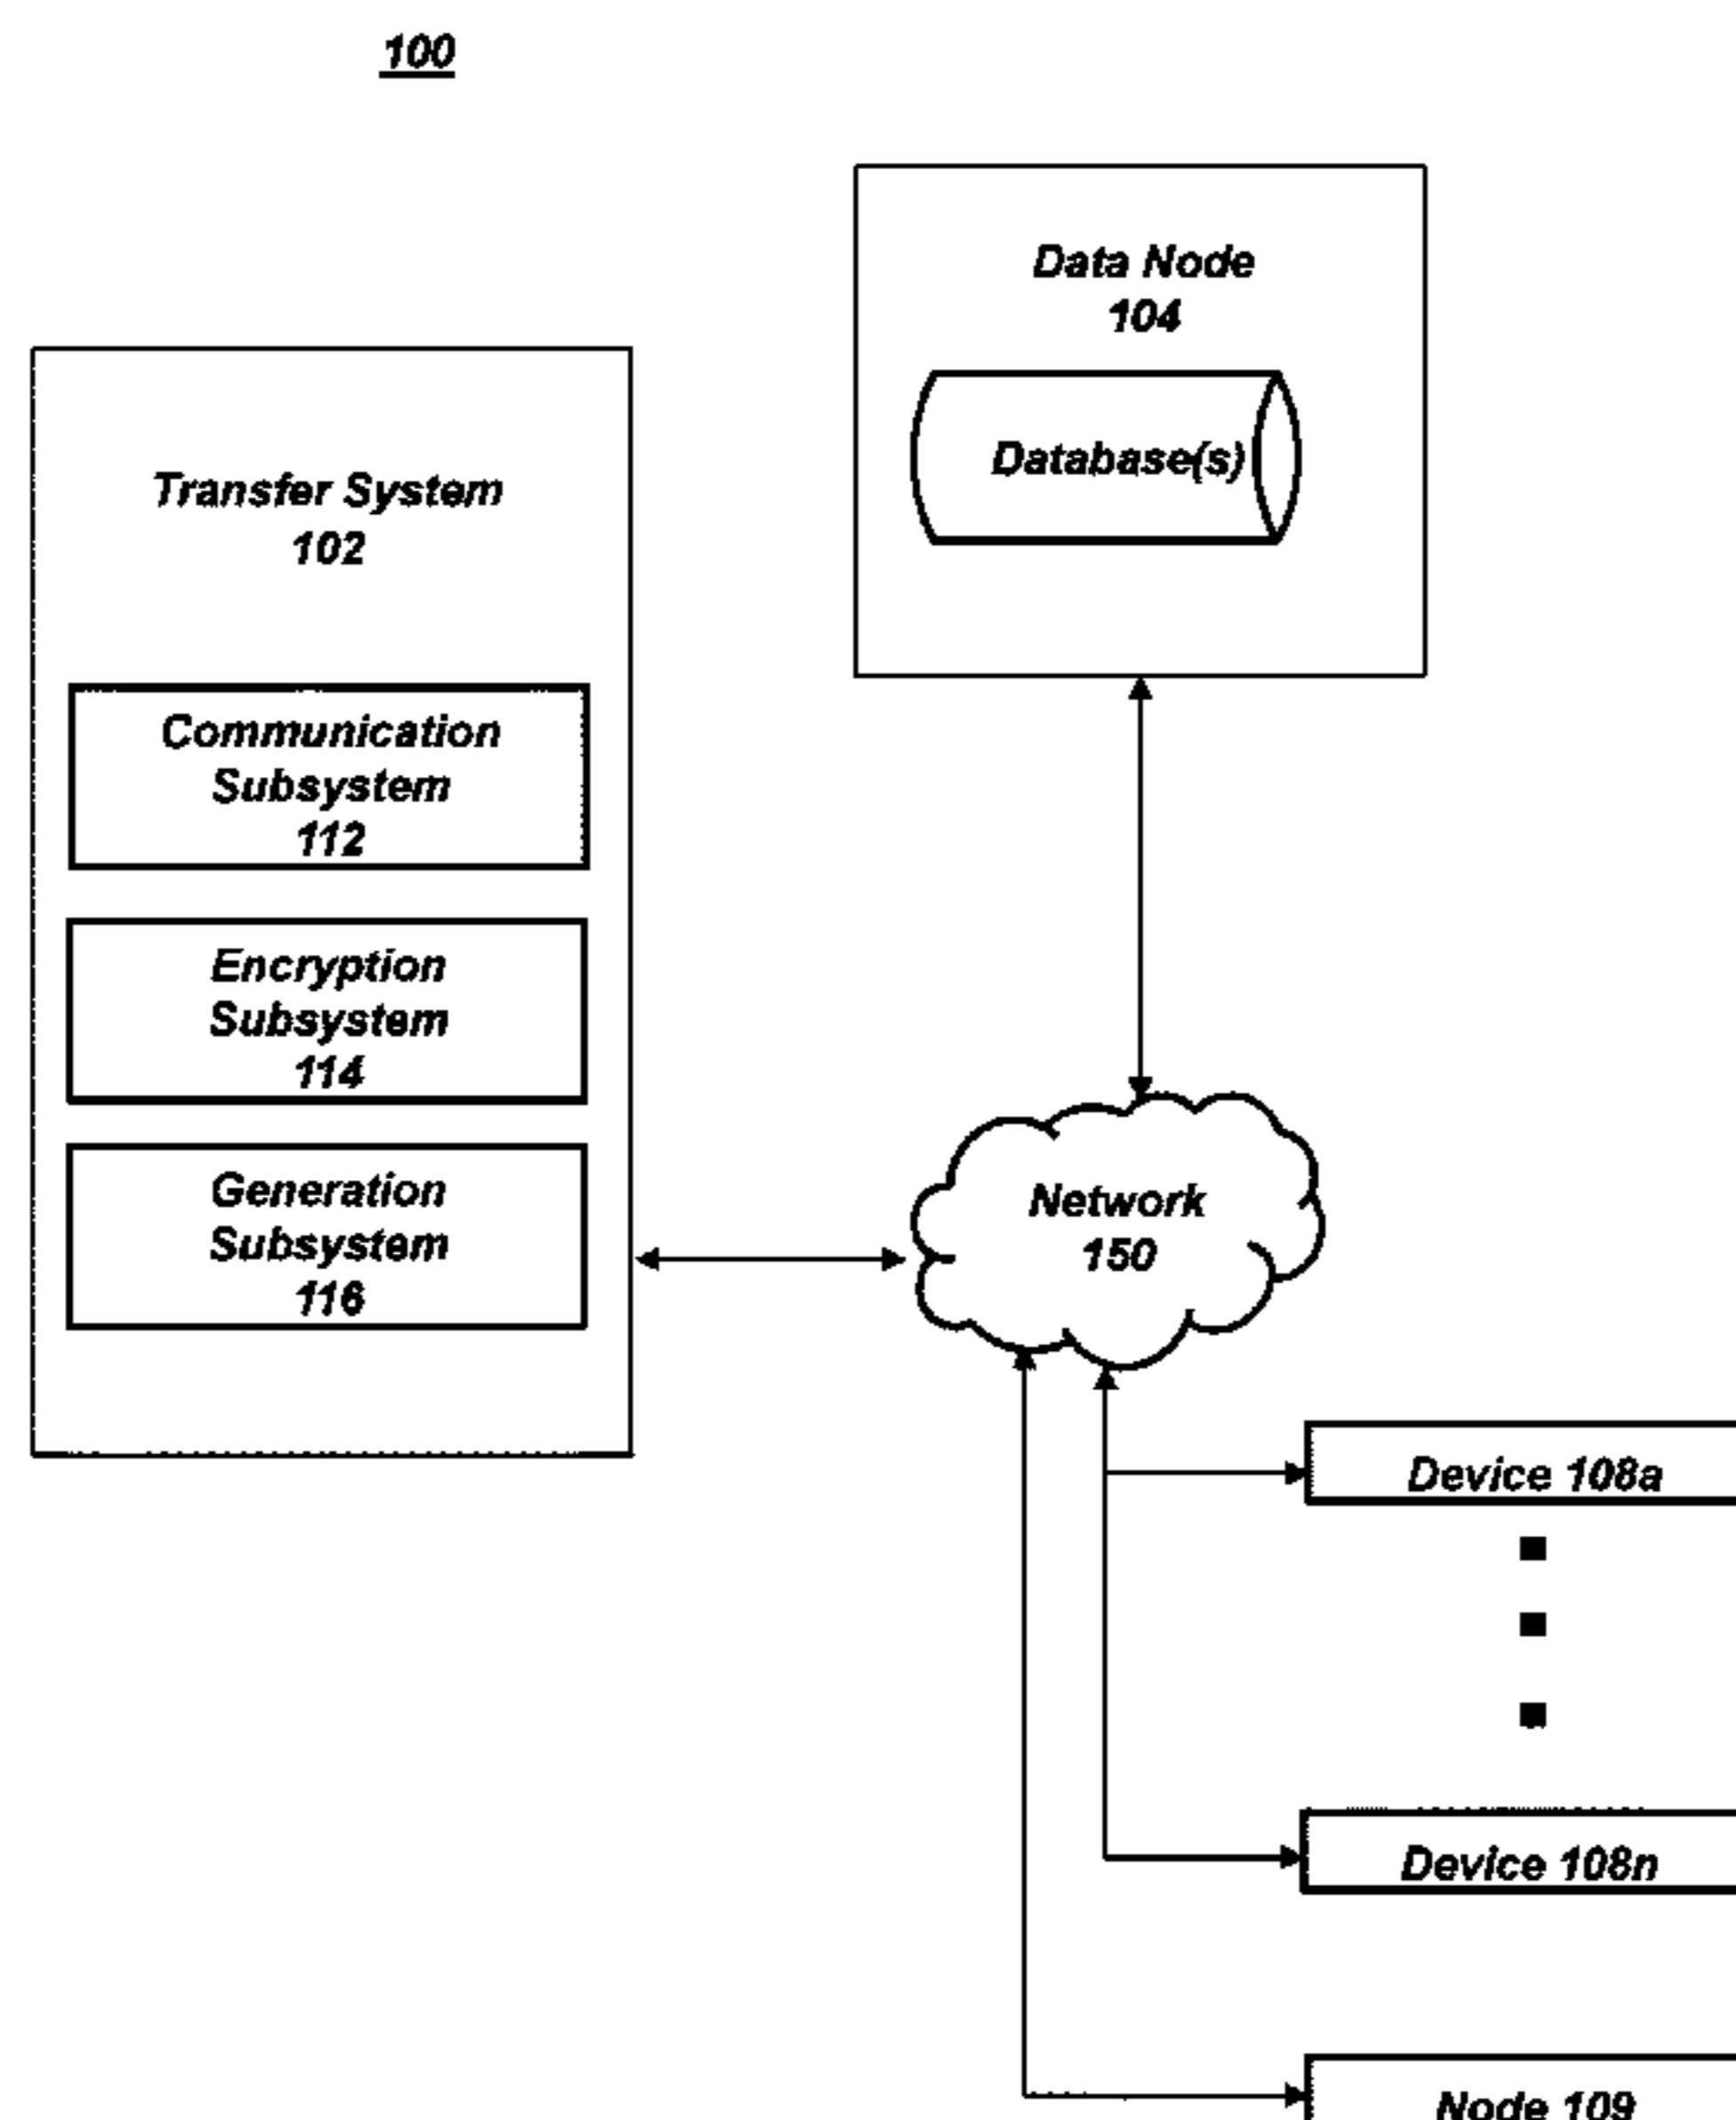 100
Data Node
104
Database(s)
Transfer System
102
Communication
Subsystem
112
Encryption
Subsystem
114
Generation
Subsystem
116
Network
150
Device 108a
Device 108n
Node 109